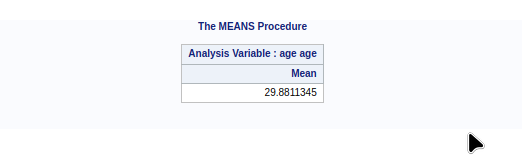 The MEANS Procedure
Analysis Variable : age age
Mean
29.8811345